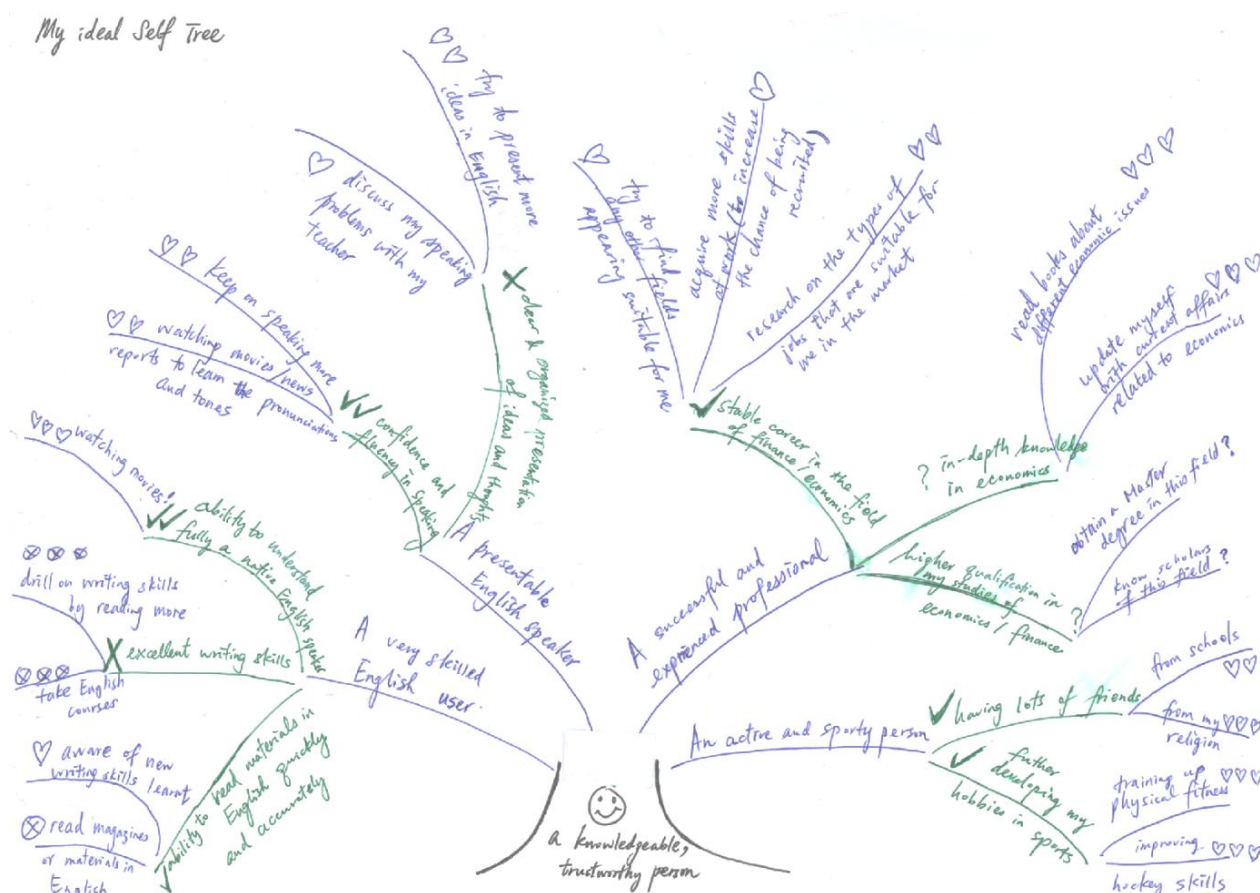 My ideal Self Tree
try to present more
ideas in English
discuss my speaking
problems with my
teacher
X clear & organized presentation
of ideas and thoughts
keep on speaking more
watching movies/news
reports to learn the pronunciations
and tones
✓✓ confidence and
fluency in speaking
A presentable
English speaker
watching movies!
✓✓ ability to understand
fully a native English speaker
drill on writing skills
by reading more
X excellent writing skills
take English
courses
aware of new
writing skills learnt
read magazines
or materials in
English
✓ ability to read materials in
English quickly
and accurately
A very skilled
English user.
try to find
any other fields
appearing suitable for me
acquire more skills
at work (to increase
the chance of being
recruited)
research on the types of
jobs that are suitable for
me in the market
✓ stable career in the field
of finance/economics
read books about
different economic issues
update myself
with current affairs
related to economics
? in-depth knowledge
in economics
obtain a Master
degree in this field?
know scholars
of this field?
higher qualification in
my studies of
economics/finance ?
A successful and
exprienced professional
from schools
from my
religion
✓ having lots of friends
training up
physical fitness
improving
hockey skills
✓ further
developing my
hobbies in sports
An active and sporty person
a knowledgeable,
trustworthy person